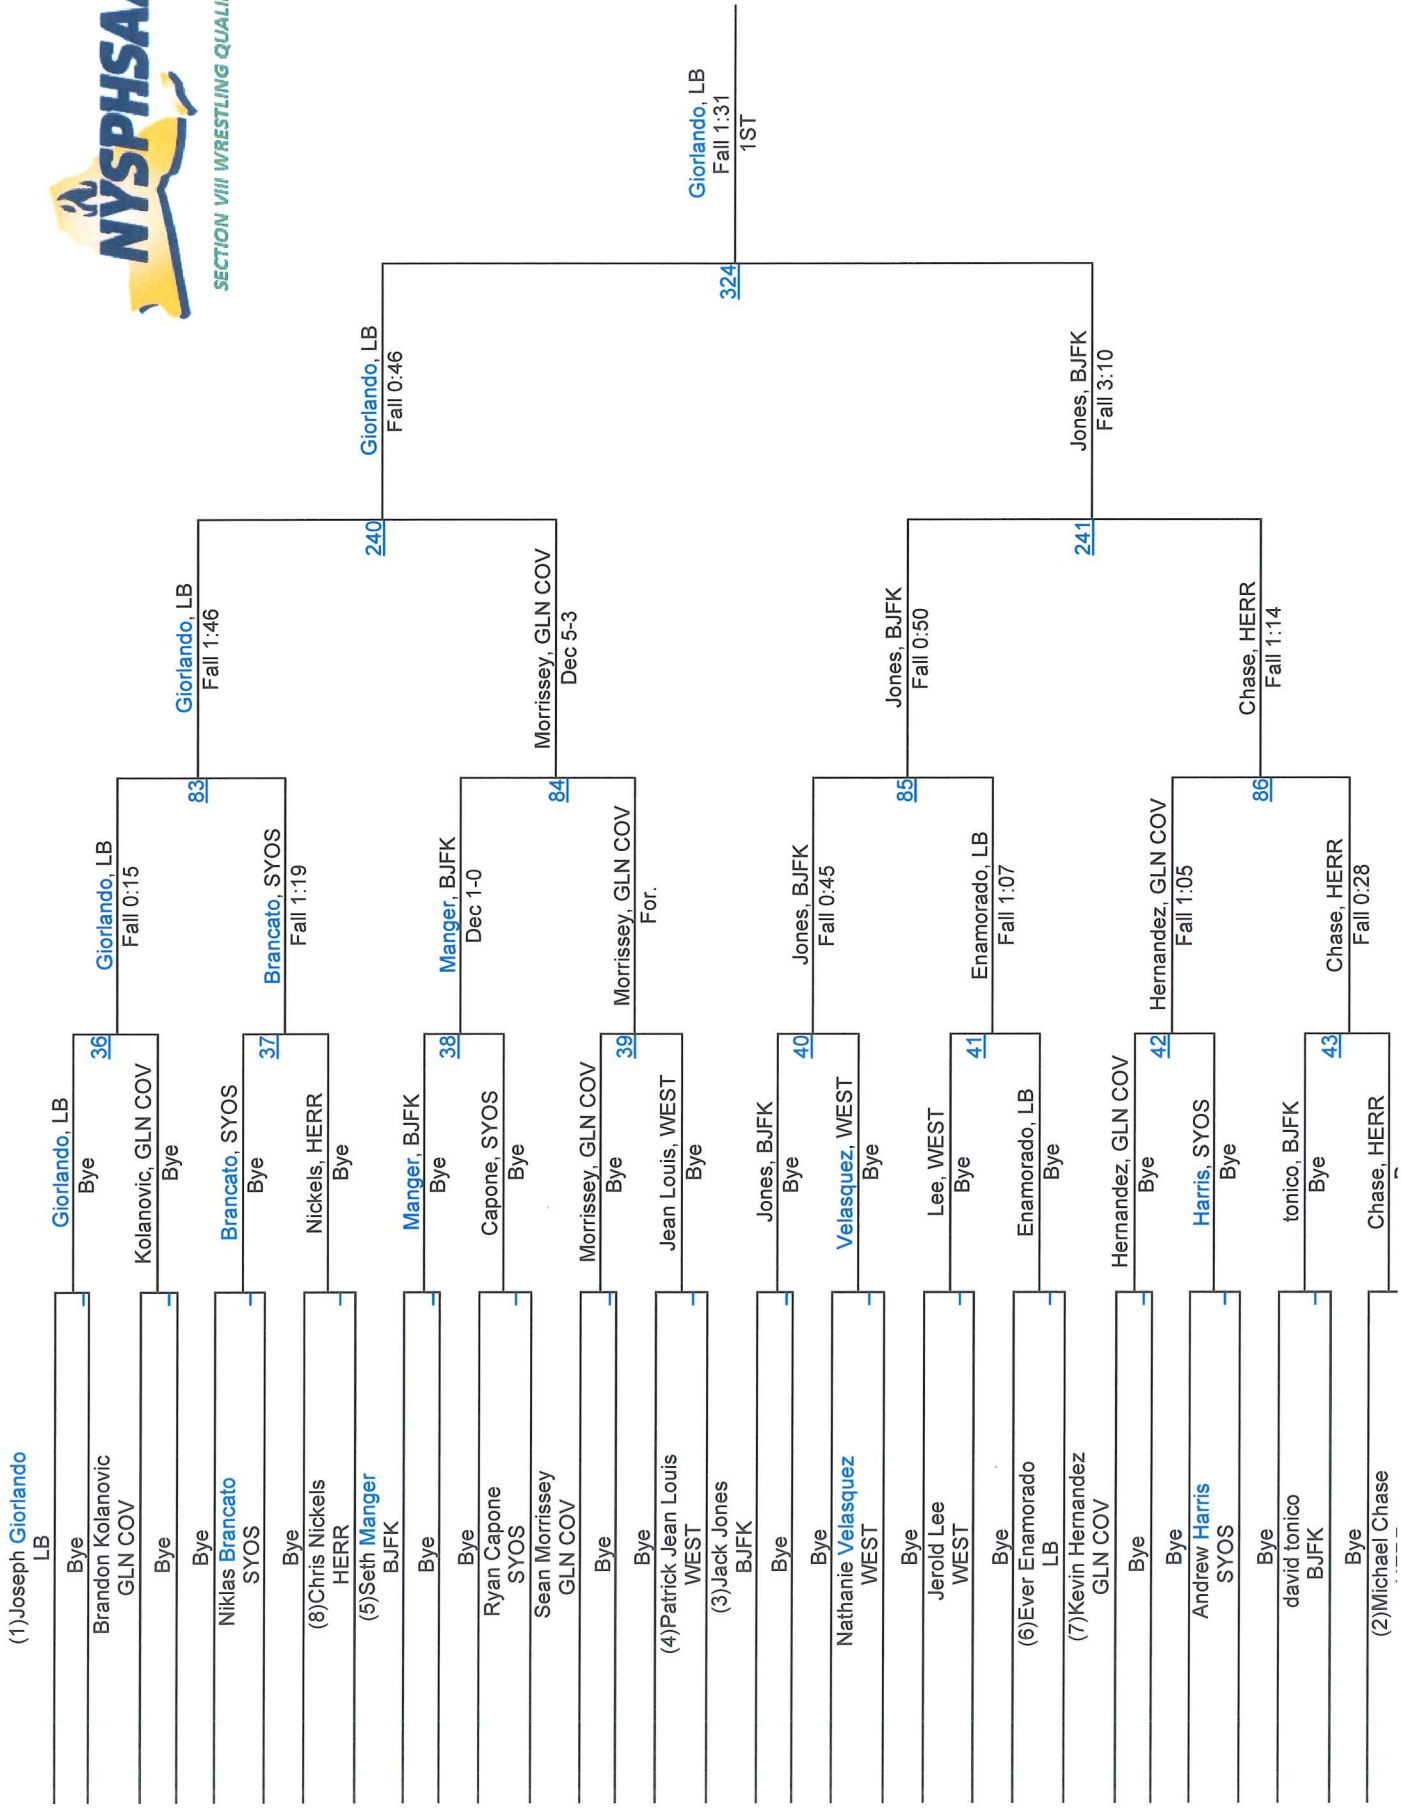 NYSPHSAA
SECTION VIII WRESTLING QUALI
(1)Joseph Giorlando
LB
Bye
Brandon Kolanovic
GLN COV
Bye
Bye
Niklas Brancato
SYOS
Bye
(8)Chris Nickels
HERR
(5)Seth Manger
BJFK
Bye
Bye
Ryan Capone
SYOS
Sean Morrissey
GLN COV
Bye
Bye
(4)Patrick Jean Louis
WEST
(3)Jack Jones
BJFK
Bye
Bye
Nathanie Velasquez
WEST
Bye
Jerold Lee
WEST
Bye
(6)Ever Enamorado
LB
(7)Kevin Hernandez
GLN COV
Bye
Bye
Andrew Harris
SYOS
Bye
david tonico
BJFK
Bye
(2)Michael Chase
Giorlando, LB
Bye
Kolanovic, GLN COV
Bye
Brancato, SYOS
Bye
Nickels, HERR
Bye
Manger, BJFK
Bye
Capone, SYOS
Bye
Morrissey, GLN COV
Bye
Jean Louis, WEST
Bye
Jones, BJFK
Bye
Velasquez, WEST
Bye
Lee, WEST
Bye
Enamorado, LB
Bye
Hernandez, GLN COV
Bye
Harris, SYOS
Bye
tonico, BJFK
Bye
Chase, HERR
36
37
38
39
40
41
42
43
Giorlando, LB
Fall 0:15
Brancato, SYOS
Fall 1:19
Manger, BJFK
Dec 1-0
Morrissey, GLN COV
For.
Jones, BJFK
Fall 0:45
Enamorado, LB
Fall 1:07
Hernandez, GLN COV
Fall 1:05
Chase, HERR
Fall 0:28
83
84
85
86
Giorlando, LB
Fall 1:46
Morrissey, GLN COV
Dec 5-3
Jones, BJFK
Fall 0:50
Chase, HERR
Fall 1:14
240
241
Giorlando, LB
Fall 0:46
Jones, BJFK
Fall 3:10
324
Giorlando, LB
Fall 1:31
1ST